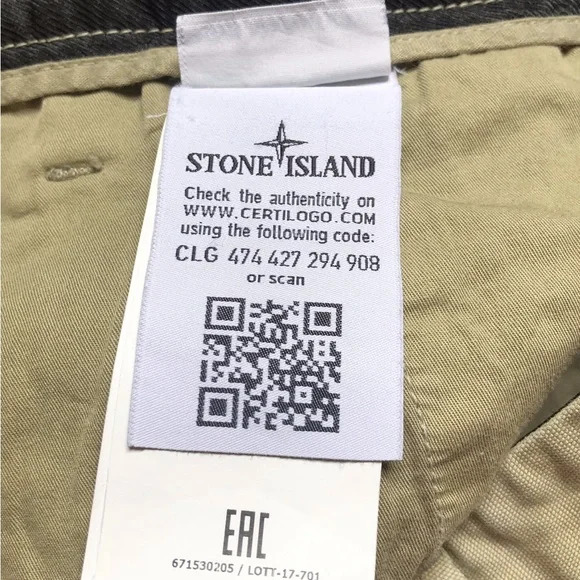 STONE ISLAND
Check the authenticity on
WWW.CERTILOGO.COM
using the following code:
CLG 474 427 294 908
or scan
EAC
671530205 / LOTT-17-701